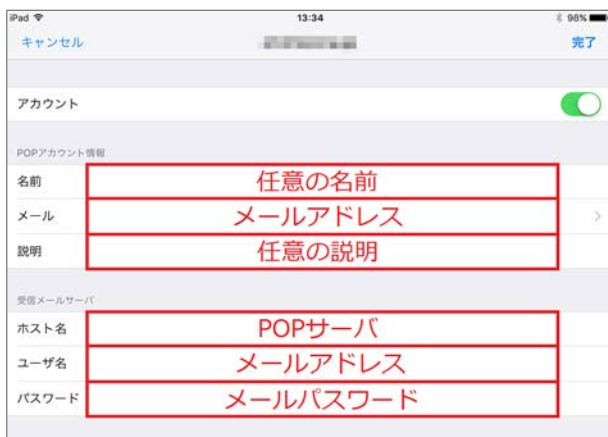 iPad 13:34 98%
キャンセル 完了
アカウント
POPアカウント情報
名前 任意の名前
メール メールアドレス
説明 任意の説明
受信メールサーバ
ホスト名 POPサーバ
ユーザ名 メールアドレス
パスワード メールパスワード